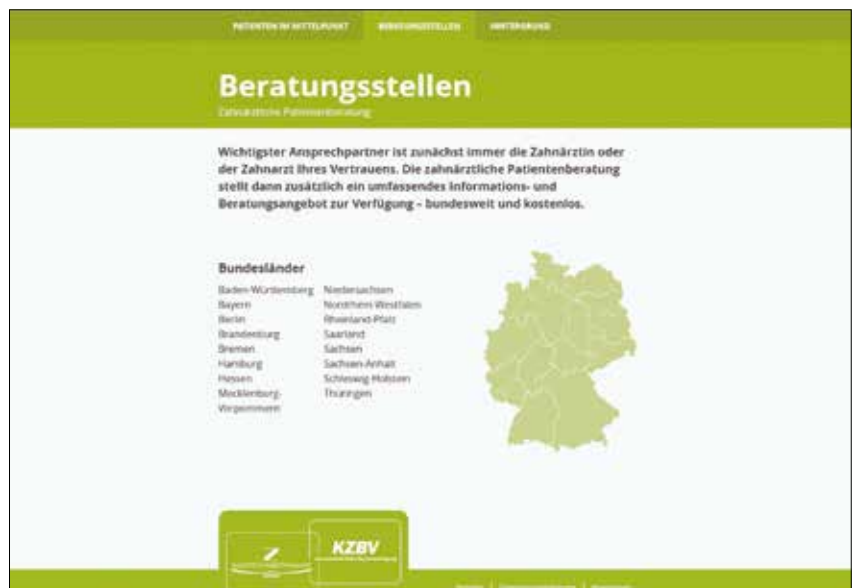 PATIENTEN IM MITTELPUNKT BERATUNGSSTELLEN HINTERGRUND
Beratungsstellen
Zahnärztliche Patientenberatung
Wichtigster Ansprechpartner ist zunächst immer die Zahnärztin oder
der Zahnarzt Ihres Vertrauens. Die zahnärztliche Patientenberatung
stellt dann zusätzlich ein umfassendes Informations- und
Beratungsangebot zur Verfügung – bundesweit und kostenlos.
Bundesländer
Baden-Württemberg
Bayern
Berlin
Brandenburg
Bremen
Hamburg
Hessen
Mecklenburg-
Vorpommern
Niedersachsen
Nordrhein-Westfalen
Rheinland-Pfalz
Saarland
Sachsen
Sachsen-Anhalt
Schleswig-Holstein
Thüringen
KZBV